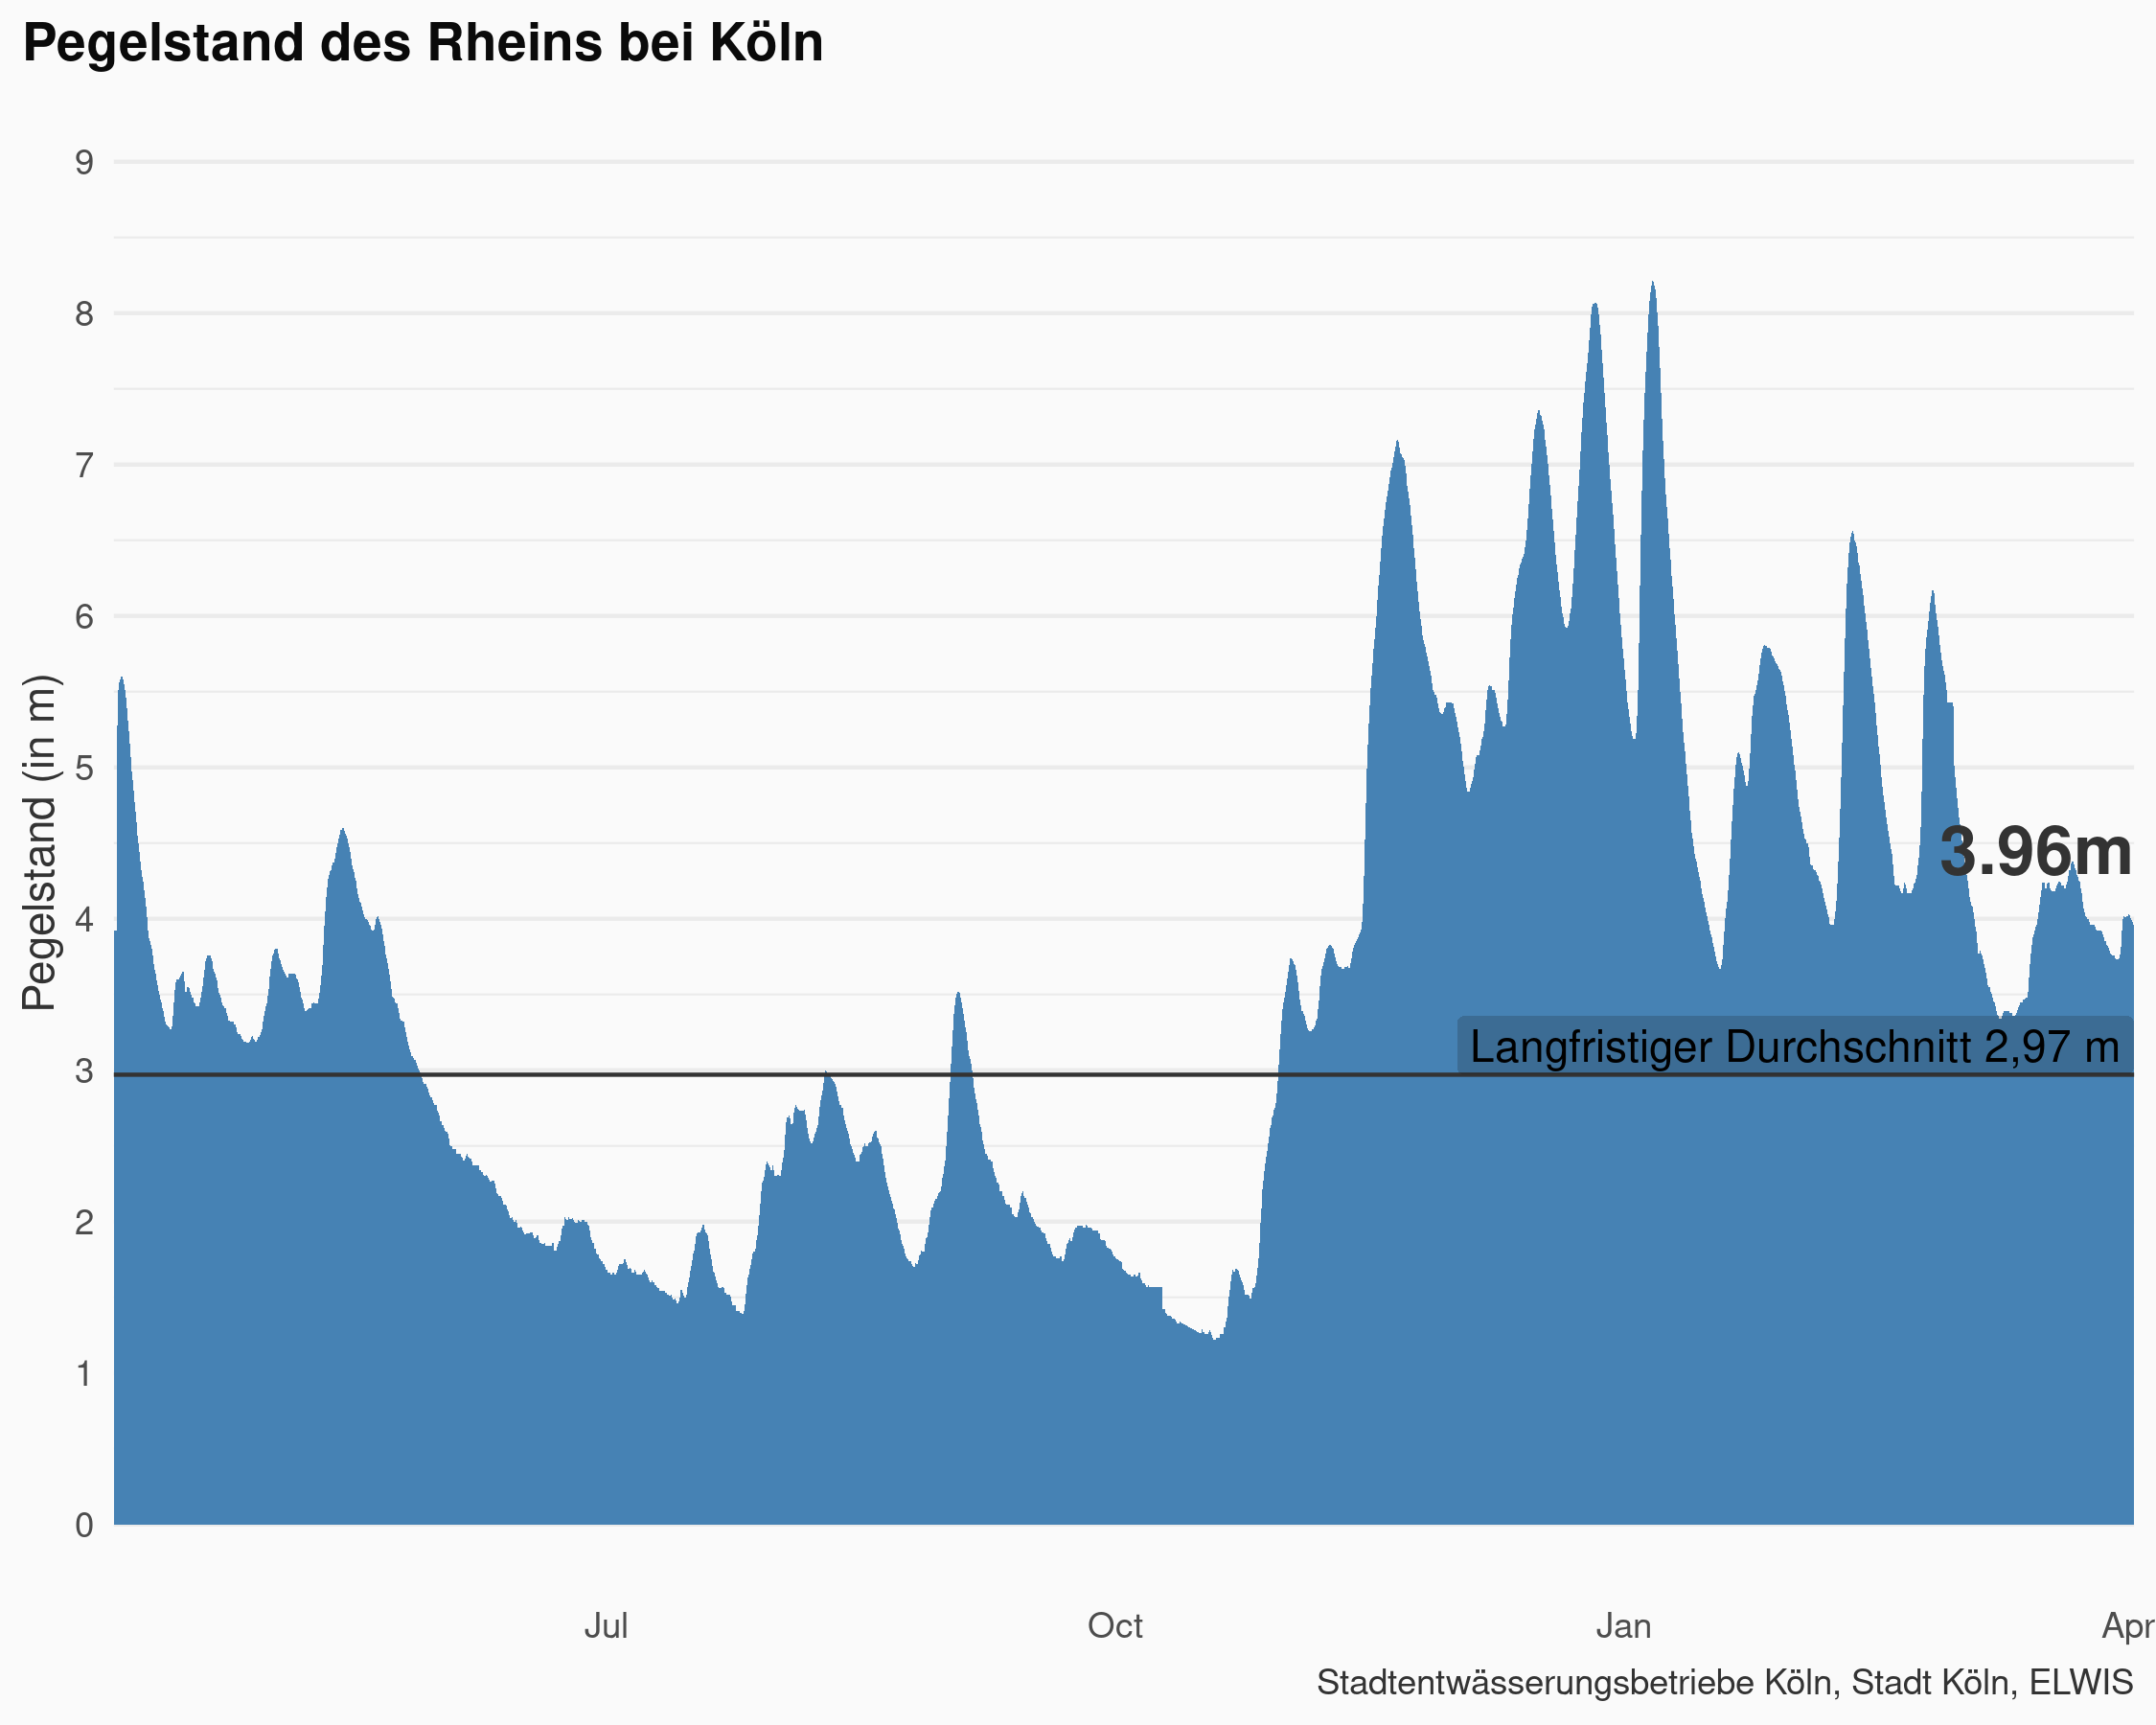 Pegelstand des Rheins bei Köln
9
8
7
6
5
4
3
2
1
0
Pegelstand (in m)
3.96m
Langfristiger Durchschnitt 2,97 m
Jul Oct Jan Apr
Stadtentwässerungsbetriebe Köln, Stadt Köln, ELWIS